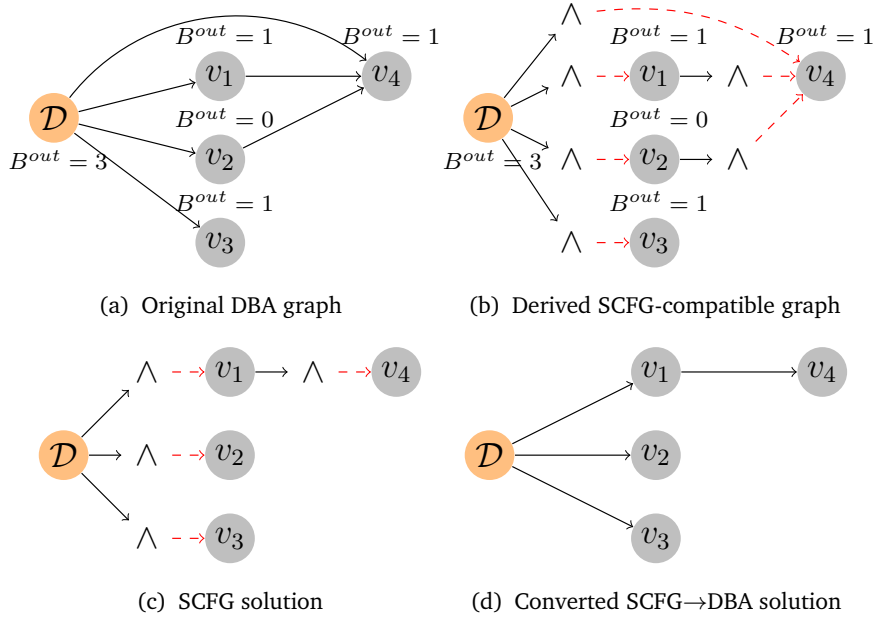 B^out = 1 B^out = 1
v_1 v_4
D
B^out = 0
B^out = 3 v_2
B^out = 1
v_3
(a) Original DBA graph
∧
B^out = 1 B^out = 1
∧ v_1 ∧ v_4
D
B^out = 0
B^out = 3 ∧ v_2 ∧
B^out = 1
∧ v_3
(b) Derived SCFG-compatible graph
∧ v_1 ∧ v_4
D ∧ v_2
∧ v_3
(c) SCFG solution
v_1 v_4
D v_2
v_3
(d) Converted SCFG→DBA solution